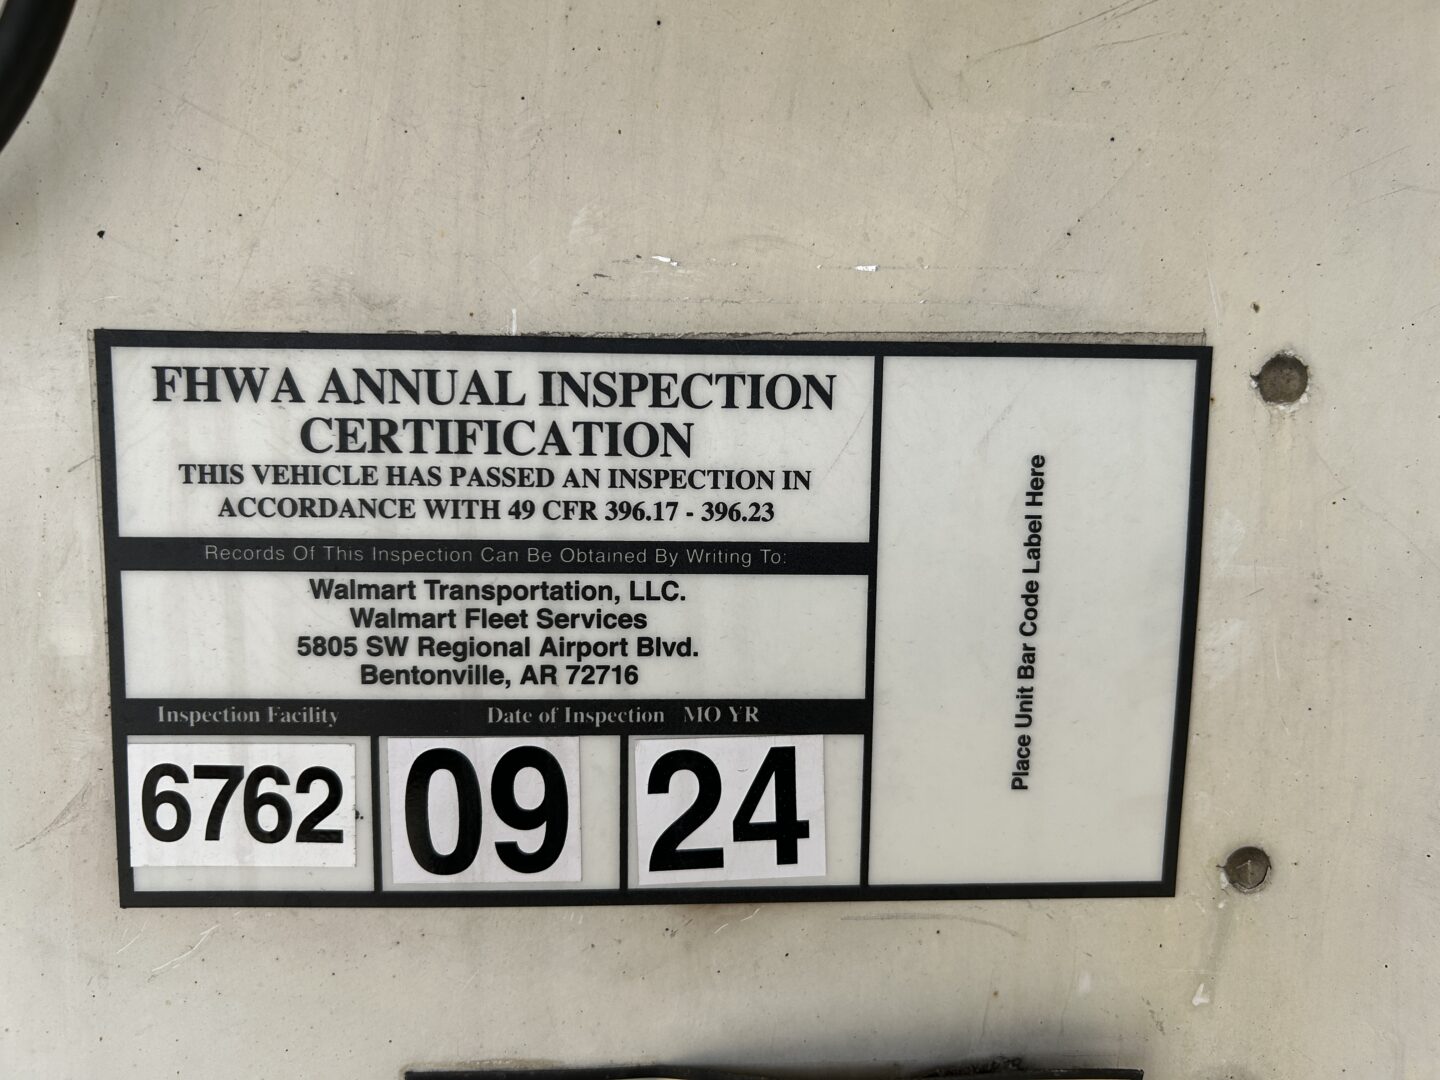 FHWA ANNUAL INSPECTION
CERTIFICATION
THIS VEHICLE HAS PASSED AN INSPECTION IN
ACCORDANCE WITH 49 CFR 396.17 - 396.23
Records Of This Inspection Can Be Obtained By Writing To:
Walmart Transportation, LLC.
Walmart Fleet Services
5805 SW Regional Airport Blvd.
Bentonville, AR 72716
Inspection Facility Date of Inspection MO YR
6762 09 24
Place Unit Bar Code Label Here